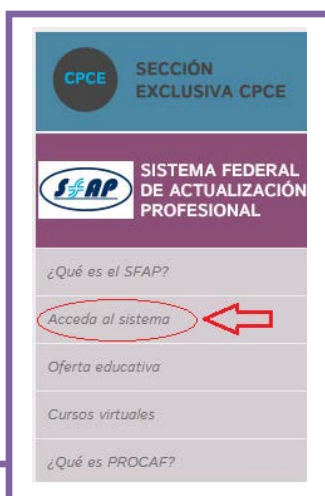 CPCE
SECCIÓN
EXCLUSIVA CPCE
SFAP
SISTEMA FEDERAL
DE ACTUALIZACIÓN
PROFESIONAL
¿Qué es el SFAP?
Acceda al sistema
Oferta educativa
Cursos virtuales
¿Qué es PROCAF?